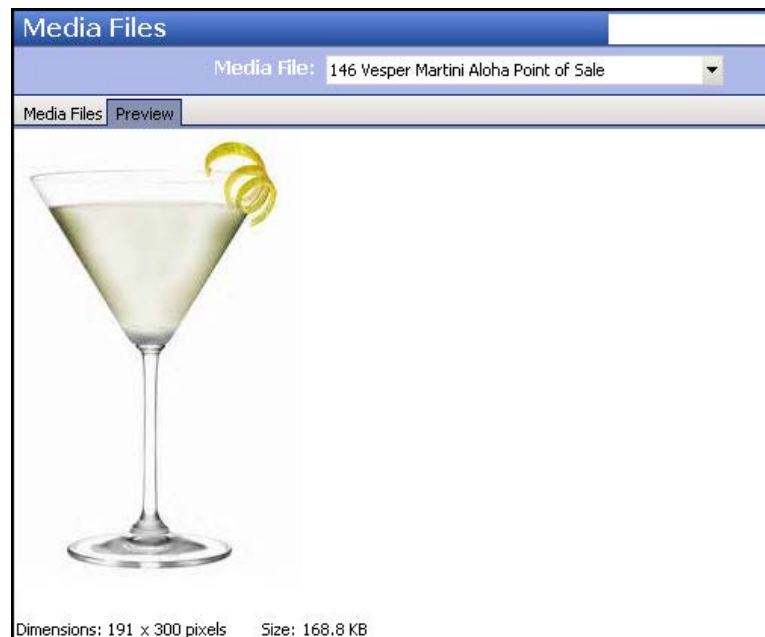 Media Files
Media File: 146 Vesper Martini Aloha Point of Sale
Media Files Preview
Dimensions: 191 x 300 pixels Size: 168.8 KB